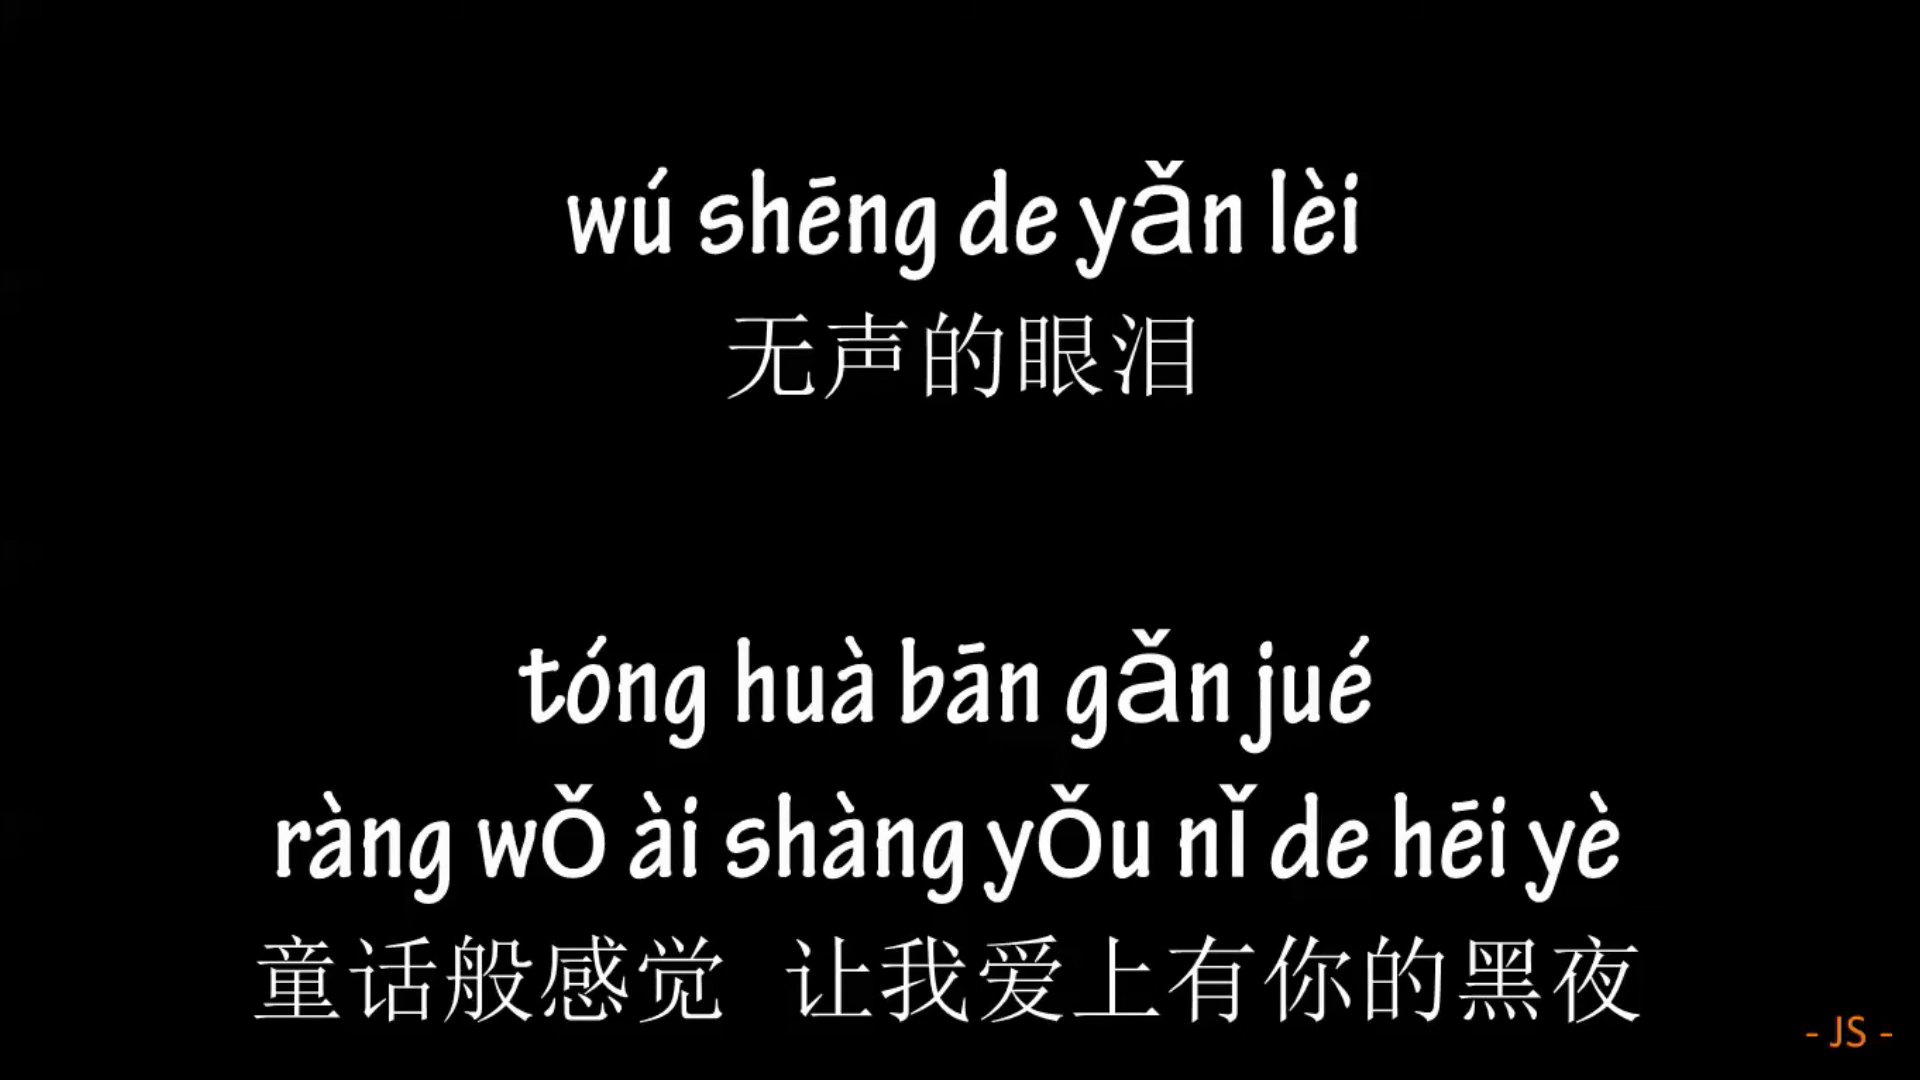 wú shēng de yǎn lèi
无声的眼泪
tóng huà bān gǎn jué
ràng wǒ ài shàng yǒu nǐ de hēi yè
童话般感觉 让我爱上有你的黑夜
- JS -